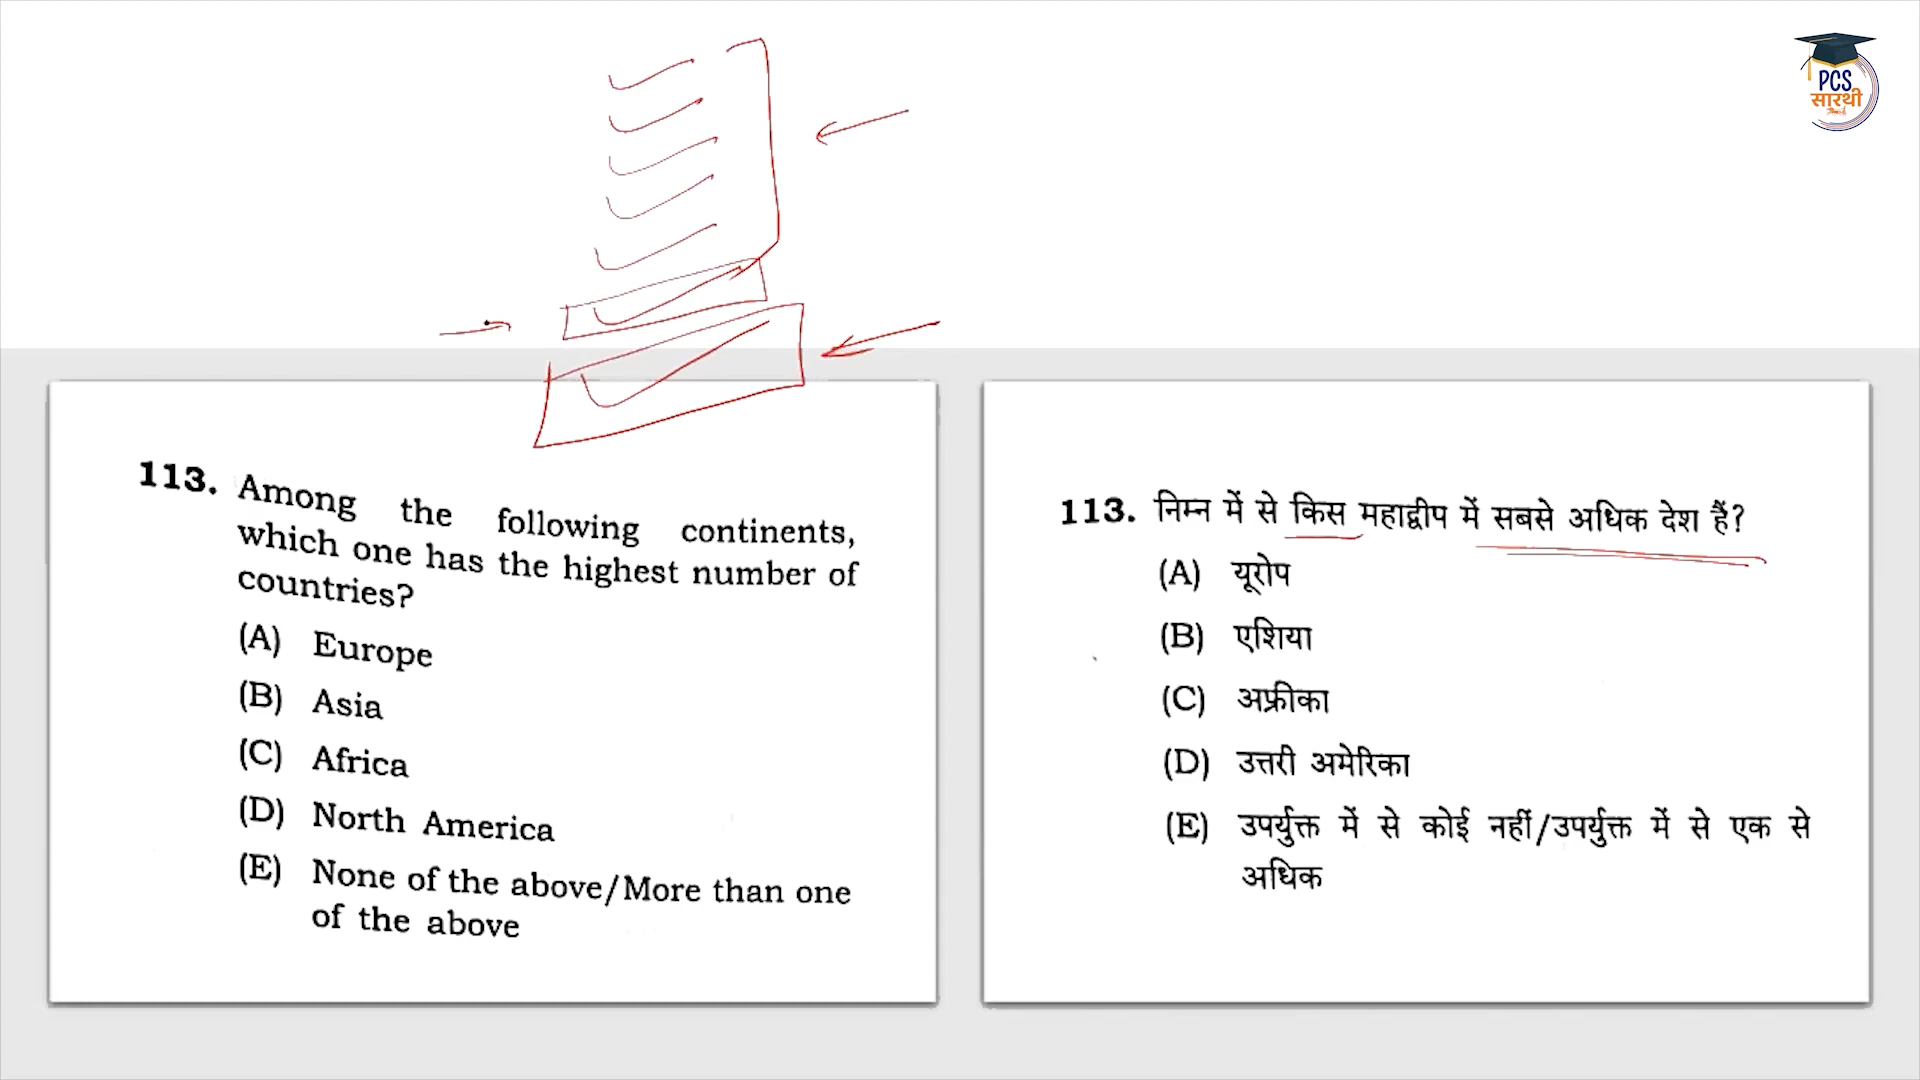 PCS
सारथी
113. Among the following continents,
which one has the highest number of
countries?
(A) Europe
(B) Asia
(C) Africa
(D) North America
(E) None of the above/More than one
of the above
113. निम्न में से किस महाद्वीप में सबसे अधिक देश हैं?
(A) यूरोप
(B) एशिया
(C) अफ्रीका
(D) उत्तरी अमेरिका
(E) उपर्युक्त में से कोई नहीं/उपर्युक्त में से एक से
अधिक